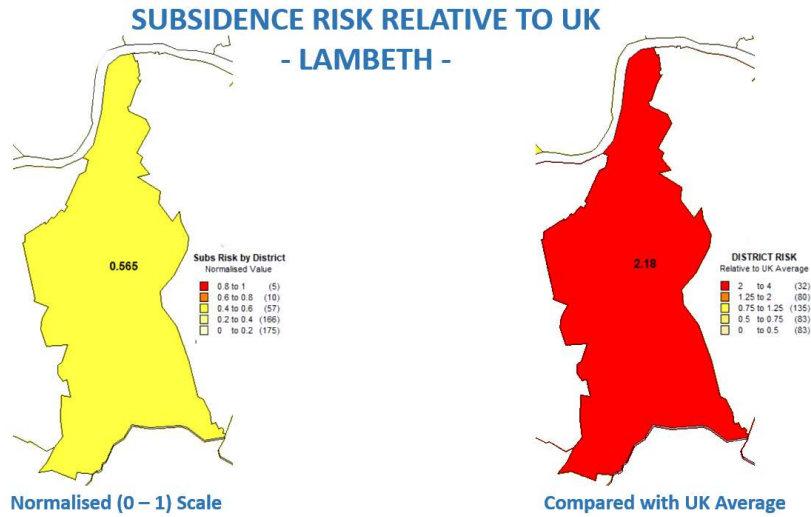 SUBSIDENCE RISK RELATIVE TO UK
- LAMBETH -
0.565
Subs Risk by District
Normalised Value
0.8 to 1 (5)
0.6 to 0.8 (10)
0.4 to 0.6 (57)
0.2 to 0.4 (166)
0 to 0.2 (175)
Normalised (0 – 1) Scale
2.18
DISTRICT RISK
Relative to UK Average
2 to 4 (32)
1.25 to 2 (80)
0.75 to 1.25 (135)
0.5 to 0.75 (83)
0 to 0.5 (83)
Compared with UK Average